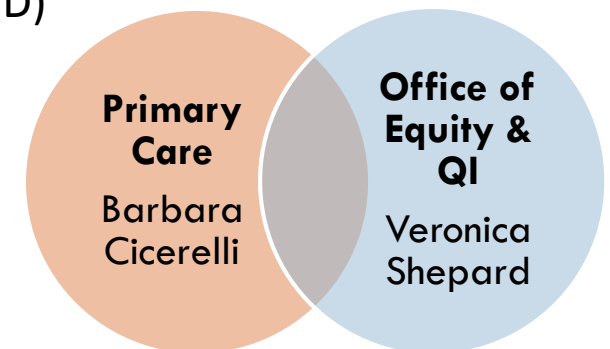 D)
Primary
Care
Barbara
Cicerelli
Office of
Equity &
QI
Veronica
Shepard